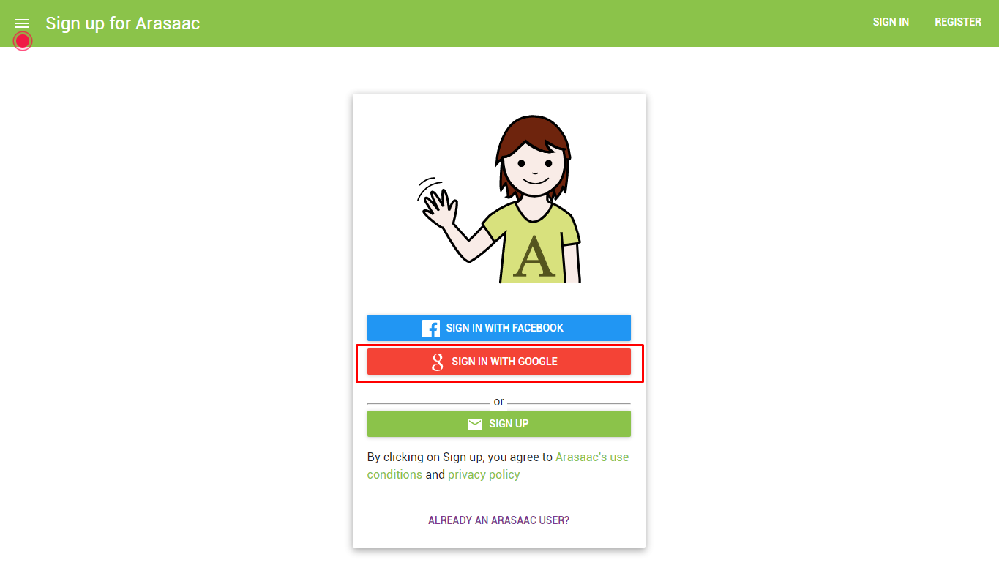 Sign up for Arasaac
SIGN IN
REGISTER
A
SIGN IN WITH FACEBOOK
SIGN IN WITH GOOGLE
or
SIGN UP
By clicking on Sign up, you agree to Arasaac's use
conditions and privacy policy
ALREADY AN ARASAAC USER?